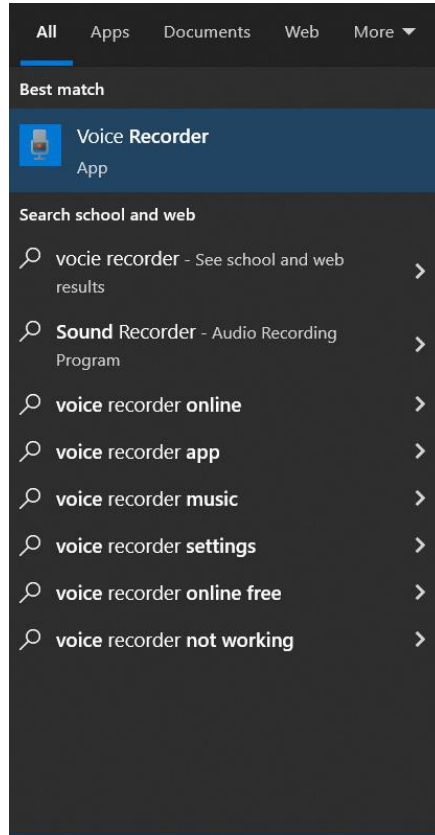 All Apps Documents Web More
Best match
Voice Recorder
App
Search school and web
vocie recorder - See school and web
results
Sound Recorder - Audio Recording
Program
voice recorder online
voice recorder app
voice recorder music
voice recorder settings
voice recorder online free
voice recorder not working